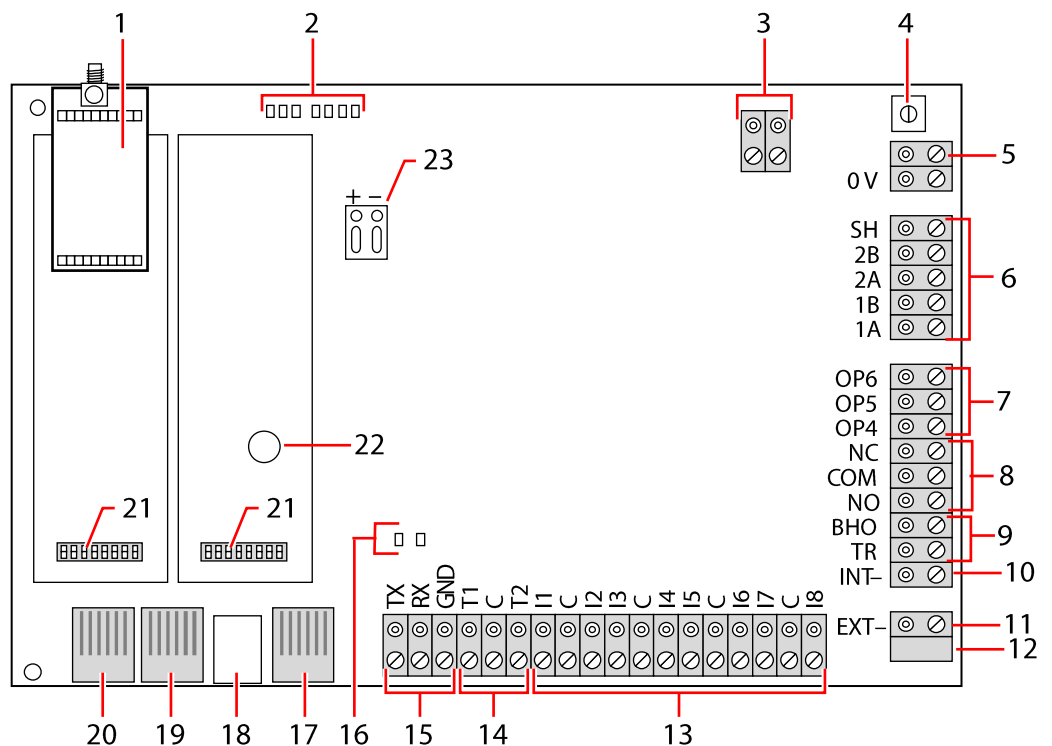 1 2 3 4
5
0 V
+ − 23
SH
2B
2A 6
1B
1A
OP6
OP5 7
OP4
22 NC
COM 8
NO
21 21 BHO
16 TR 9
INT– 10
TX RX GND T1 C T2 I1 C I2 I3 C I4 I5 C I6 I7 C I8
EXT– 11
12
20 19 18 17 16 15 14 13